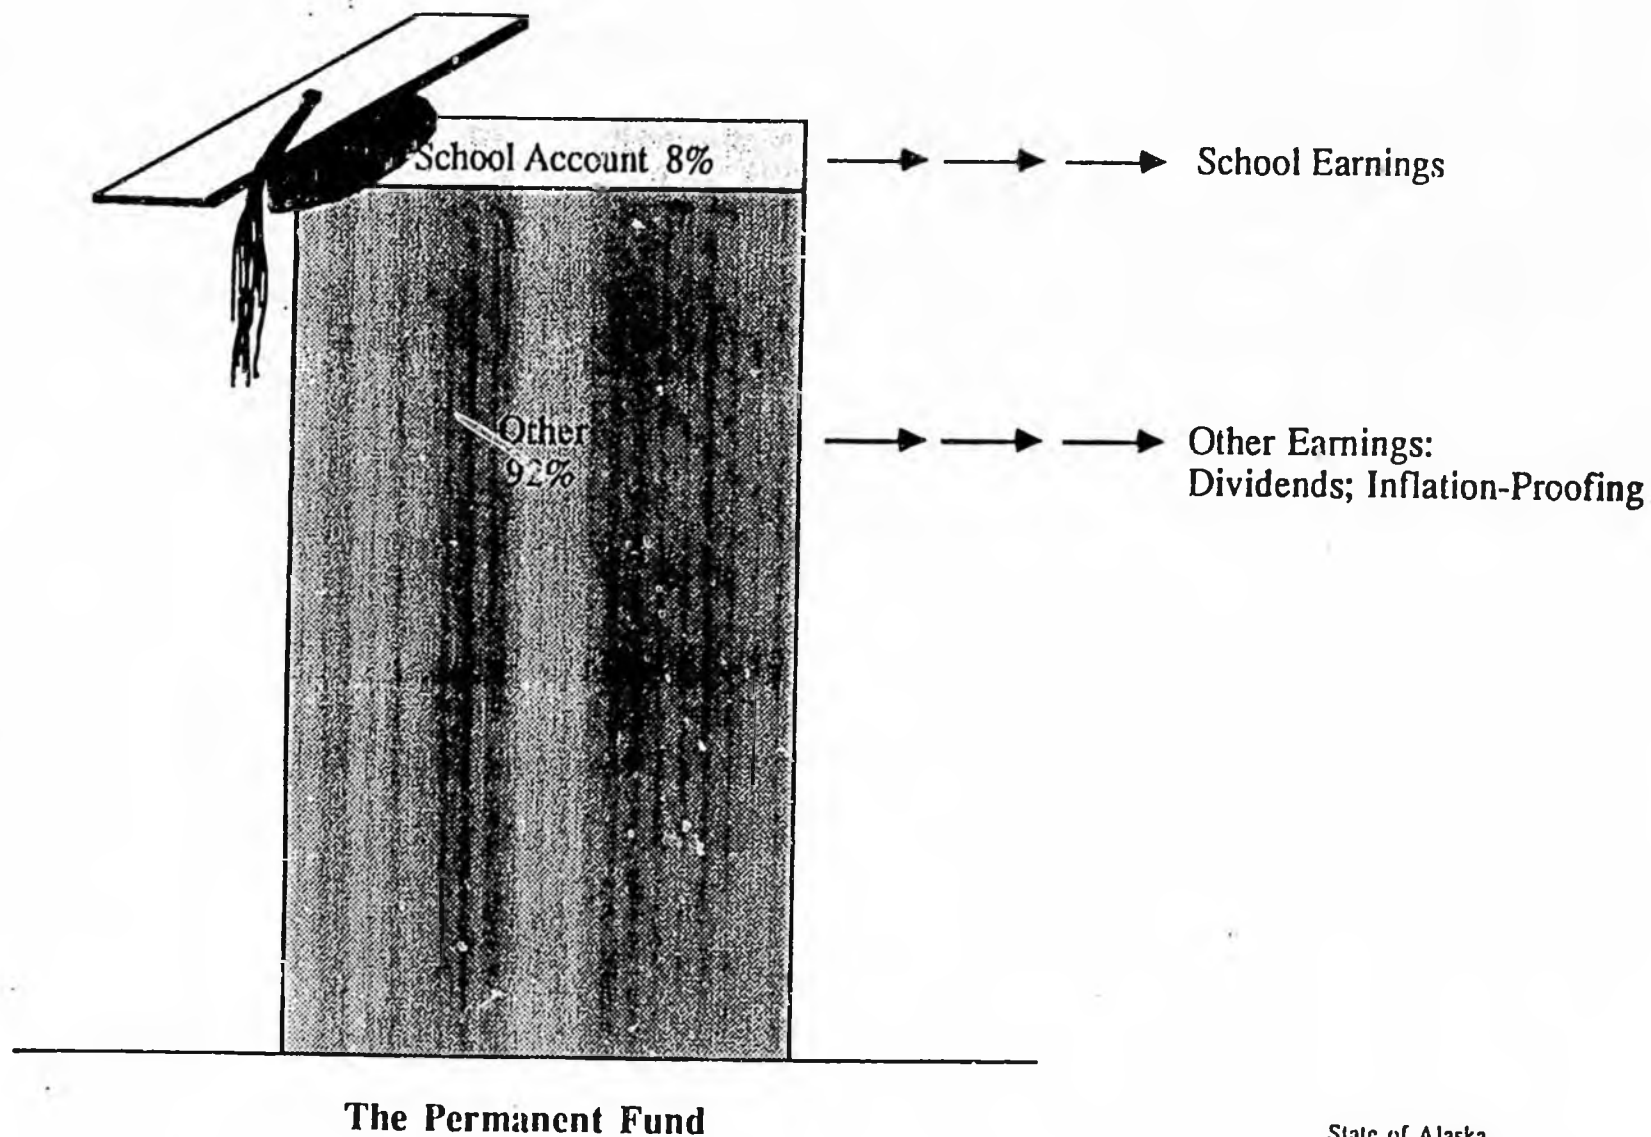 School Account 8%
School Earnings
Other
92%
Other Earnings:
Dividends; Inflation-Proofing
The Permanent Fund
State of Alaska